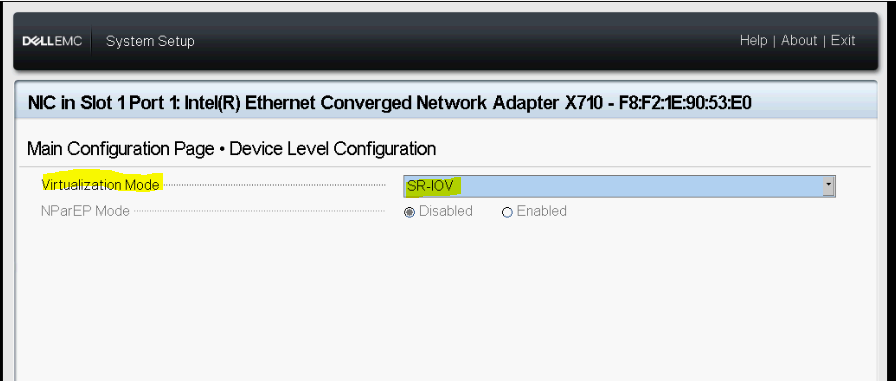 DELLEMC System Setup Help | About | Exit
NIC in Slot 1 Port 1: Intel(R) Ethernet Converged Network Adapter X710 - F8:F2:1E:90:53:E0
Main Configuration Page • Device Level Configuration
Virtualization Mode SR-IOV
NParEP Mode Disabled Enabled